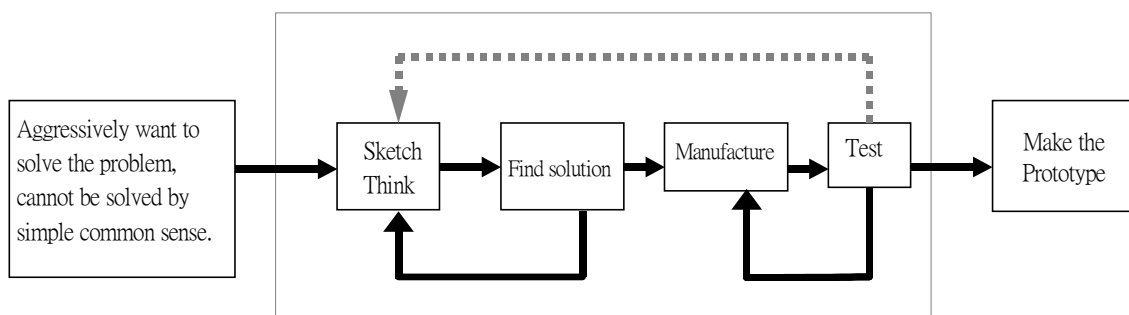 Aggressively want to
solve the problem,
cannot be solved by
simple common sense.
Sketch
Think
Find solution
Manufacture
Test
Make the
Prototype